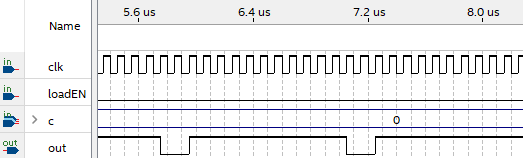 Name 5.6 us 6.4 us 7.2 us 8.0 us
in clk
in loadEN
in c 0
out out